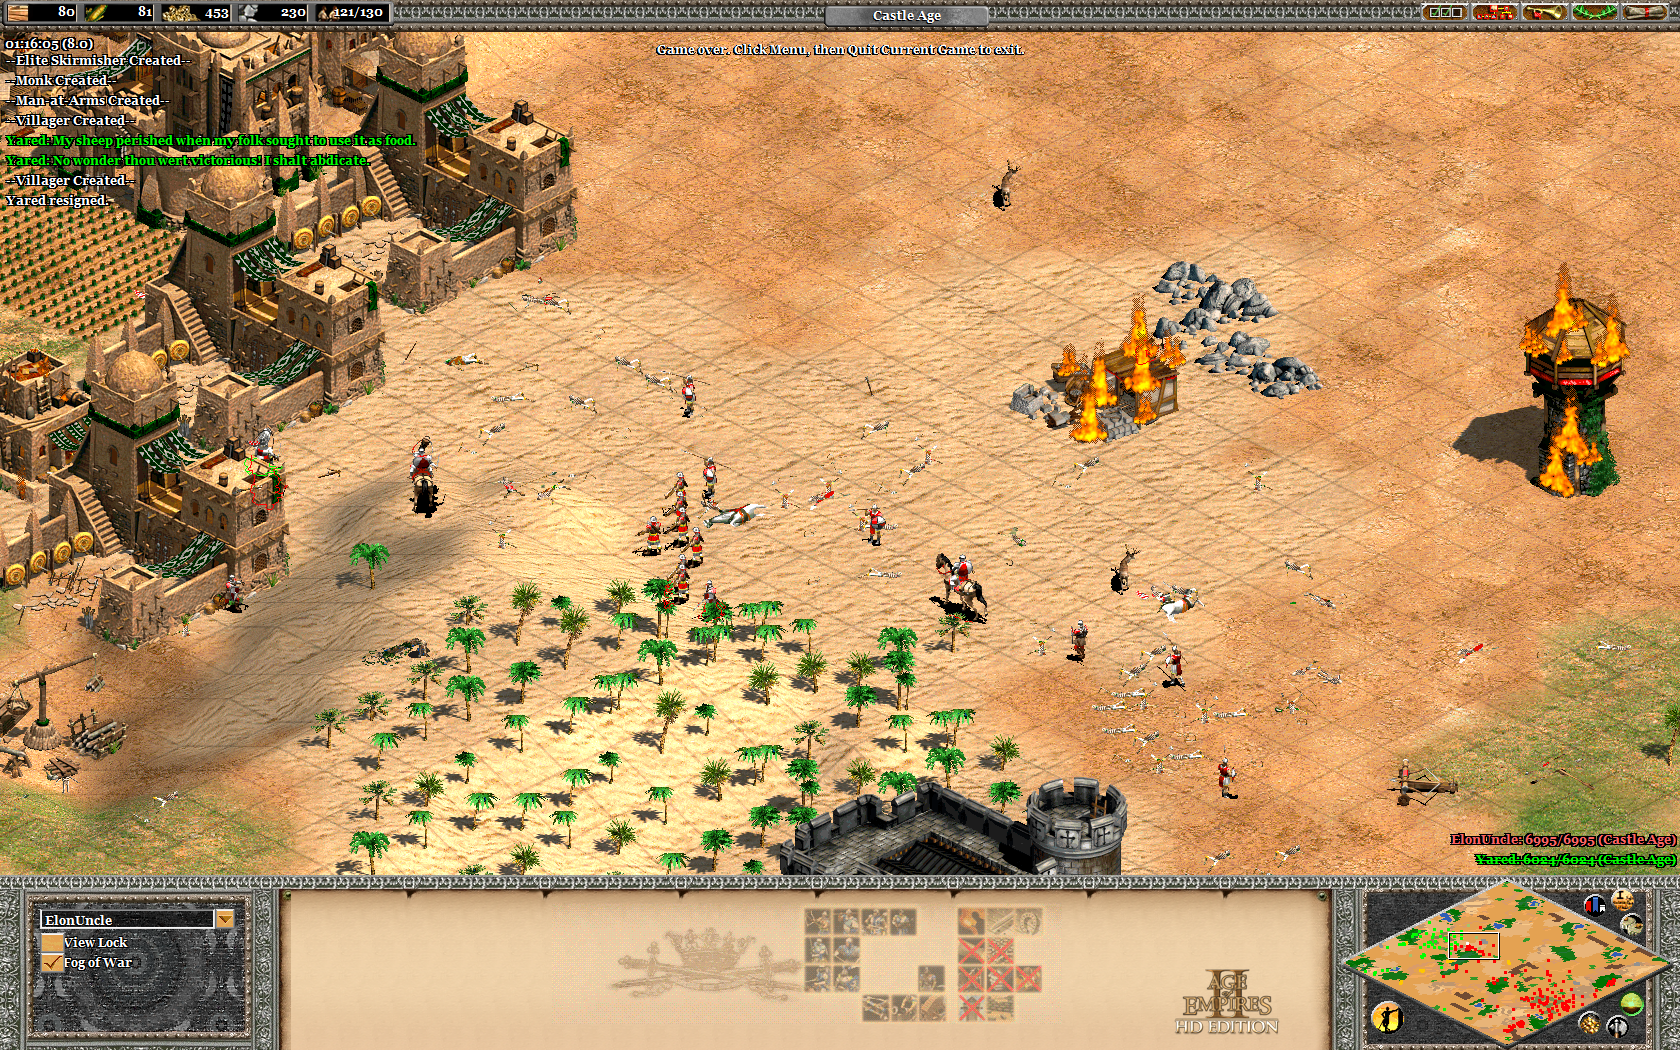 80 81 453 230 121/130
Castle Age
01:16:05 (8.0)
Game over. Click Menu, then Quit Current Game to exit.
--Elite Skirmisher Created--
--Monk Created--
--Man-at-Arms Created--
--Villager Created--
Yared: My sheep perished when my folk sought to use it as food.
Yared: No wonder thou wert victorious! I shalt abdicate.
--Villager Created--
Yared resigned.
ElonUncle: 6995/6995 (Castle Age)
Yared: 6024/6024 (Castle Age)
ElonUncle
View Lock
Fog of War
AGE
OF
EMPIRES
II
HD EDITION